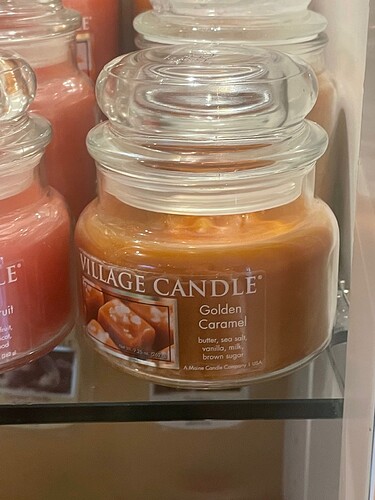 VILLAGE CANDLE®
Golden
Caramel
butter, sea salt,
vanilla, milk,
brown sugar
A Maine Candle Company | USA